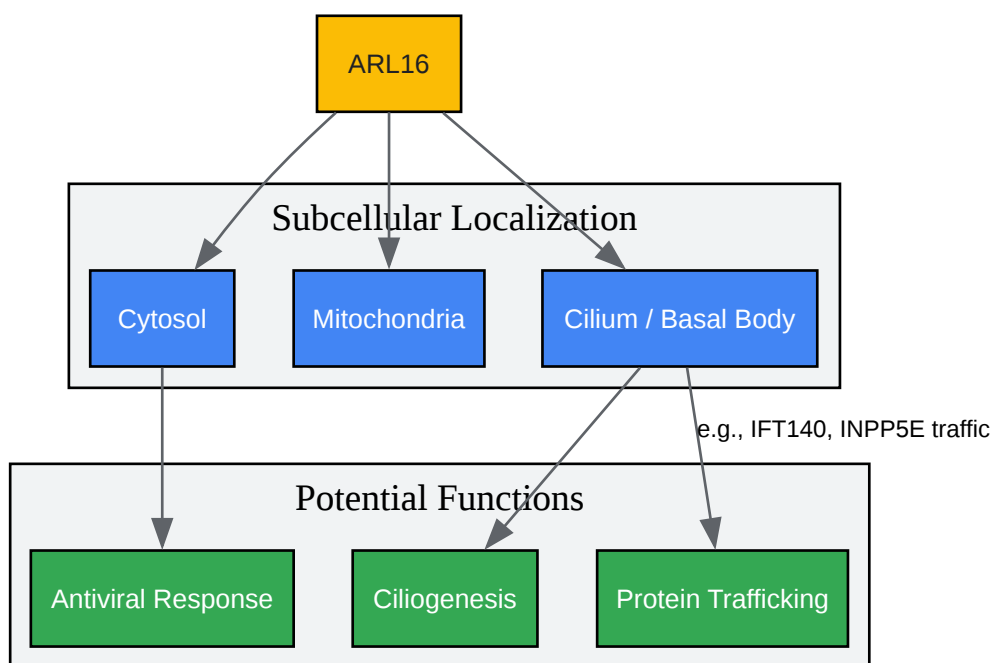 ARL16
Subcellular Localization
Cytosol
Mitochondria
Cilium / Basal Body
e.g., IFT140, INPP5E traffic
Potential Functions
Antiviral Response
Ciliogenesis
Protein Trafficking